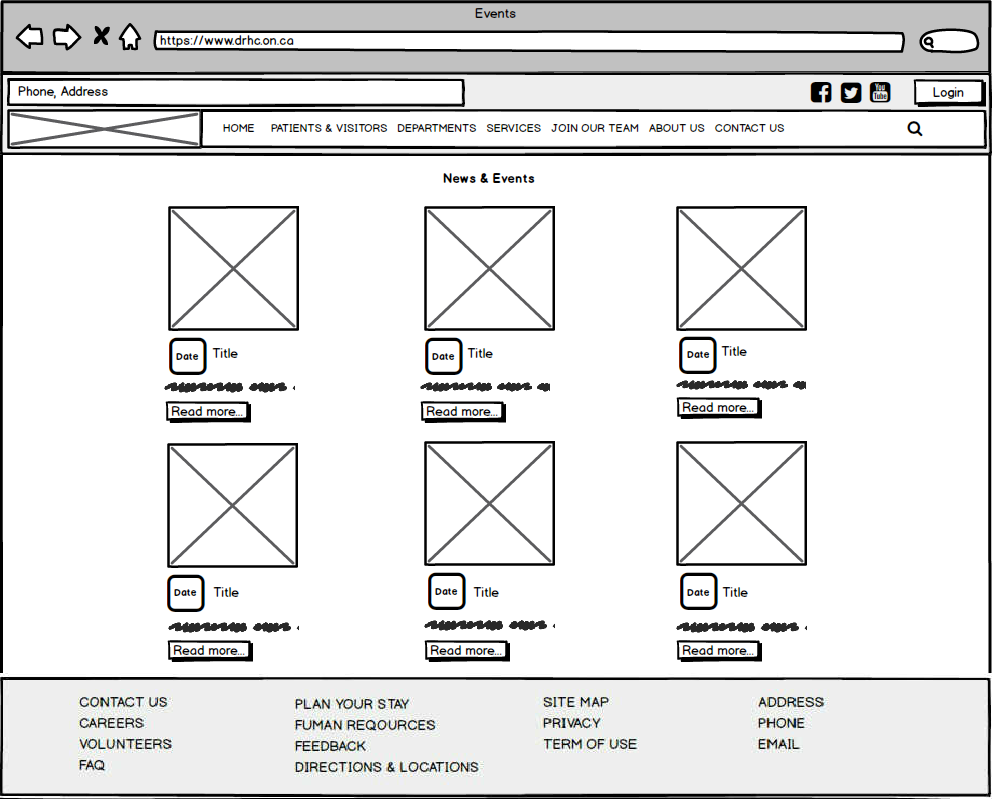 Events
https://www.drhc.on.ca
Phone, Address
You Tube
Login
HOME PATIENTS & VISITORS DEPARTMENTS SERVICES JOIN OUR TEAM ABOUT US CONTACT US
News & Events
Date Title
Read more...
Date Title
Read more...
Date Title
Read more...
Date Title
Read more...
Date Title
Read more...
Date Title
Read more...
CONTACT US
CAREERS
VOLUNTEERS
FAQ
PLAN YOUR STAY
FUMAN REQOURCES
FEEDBACK
DIRECTIONS & LOCATIONS
SITE MAP
PRIVACY
TERM OF USE
ADDRESS
PHONE
EMAIL